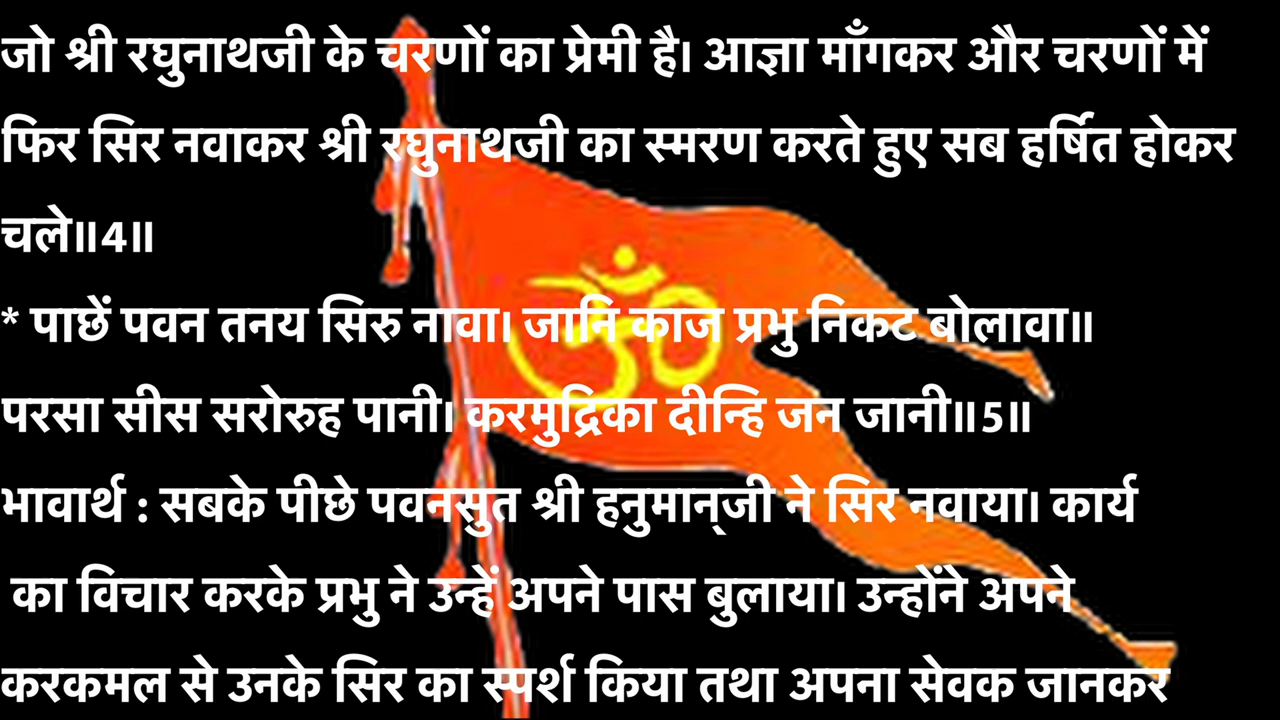 जो श्री रघुनाथजी के चरणों का प्रेमी है। आज्ञा माँगकर और चरणों में
फिर सिर नवाकर श्री रघुनाथजी का स्मरण करते हुए सब हर्षित होकर
चले॥4॥
* पाछें पवन तनय सिरु नावा। जानि काज प्रभु निकट बोलावा॥
परसा सीस सरोरुह पानी। करमुद्रिका दीन्हि जन जानी॥5॥
भावार्थ : सबके पीछे पवनसुत श्री हनुमान्‌जी ने सिर नवाया। कार्य
का विचार करके प्रभु ने उन्हें अपने पास बुलाया। उन्होंने अपने
करकमल से उनके सिर का स्पर्श किया तथा अपना सेवक जानकर
ॐ